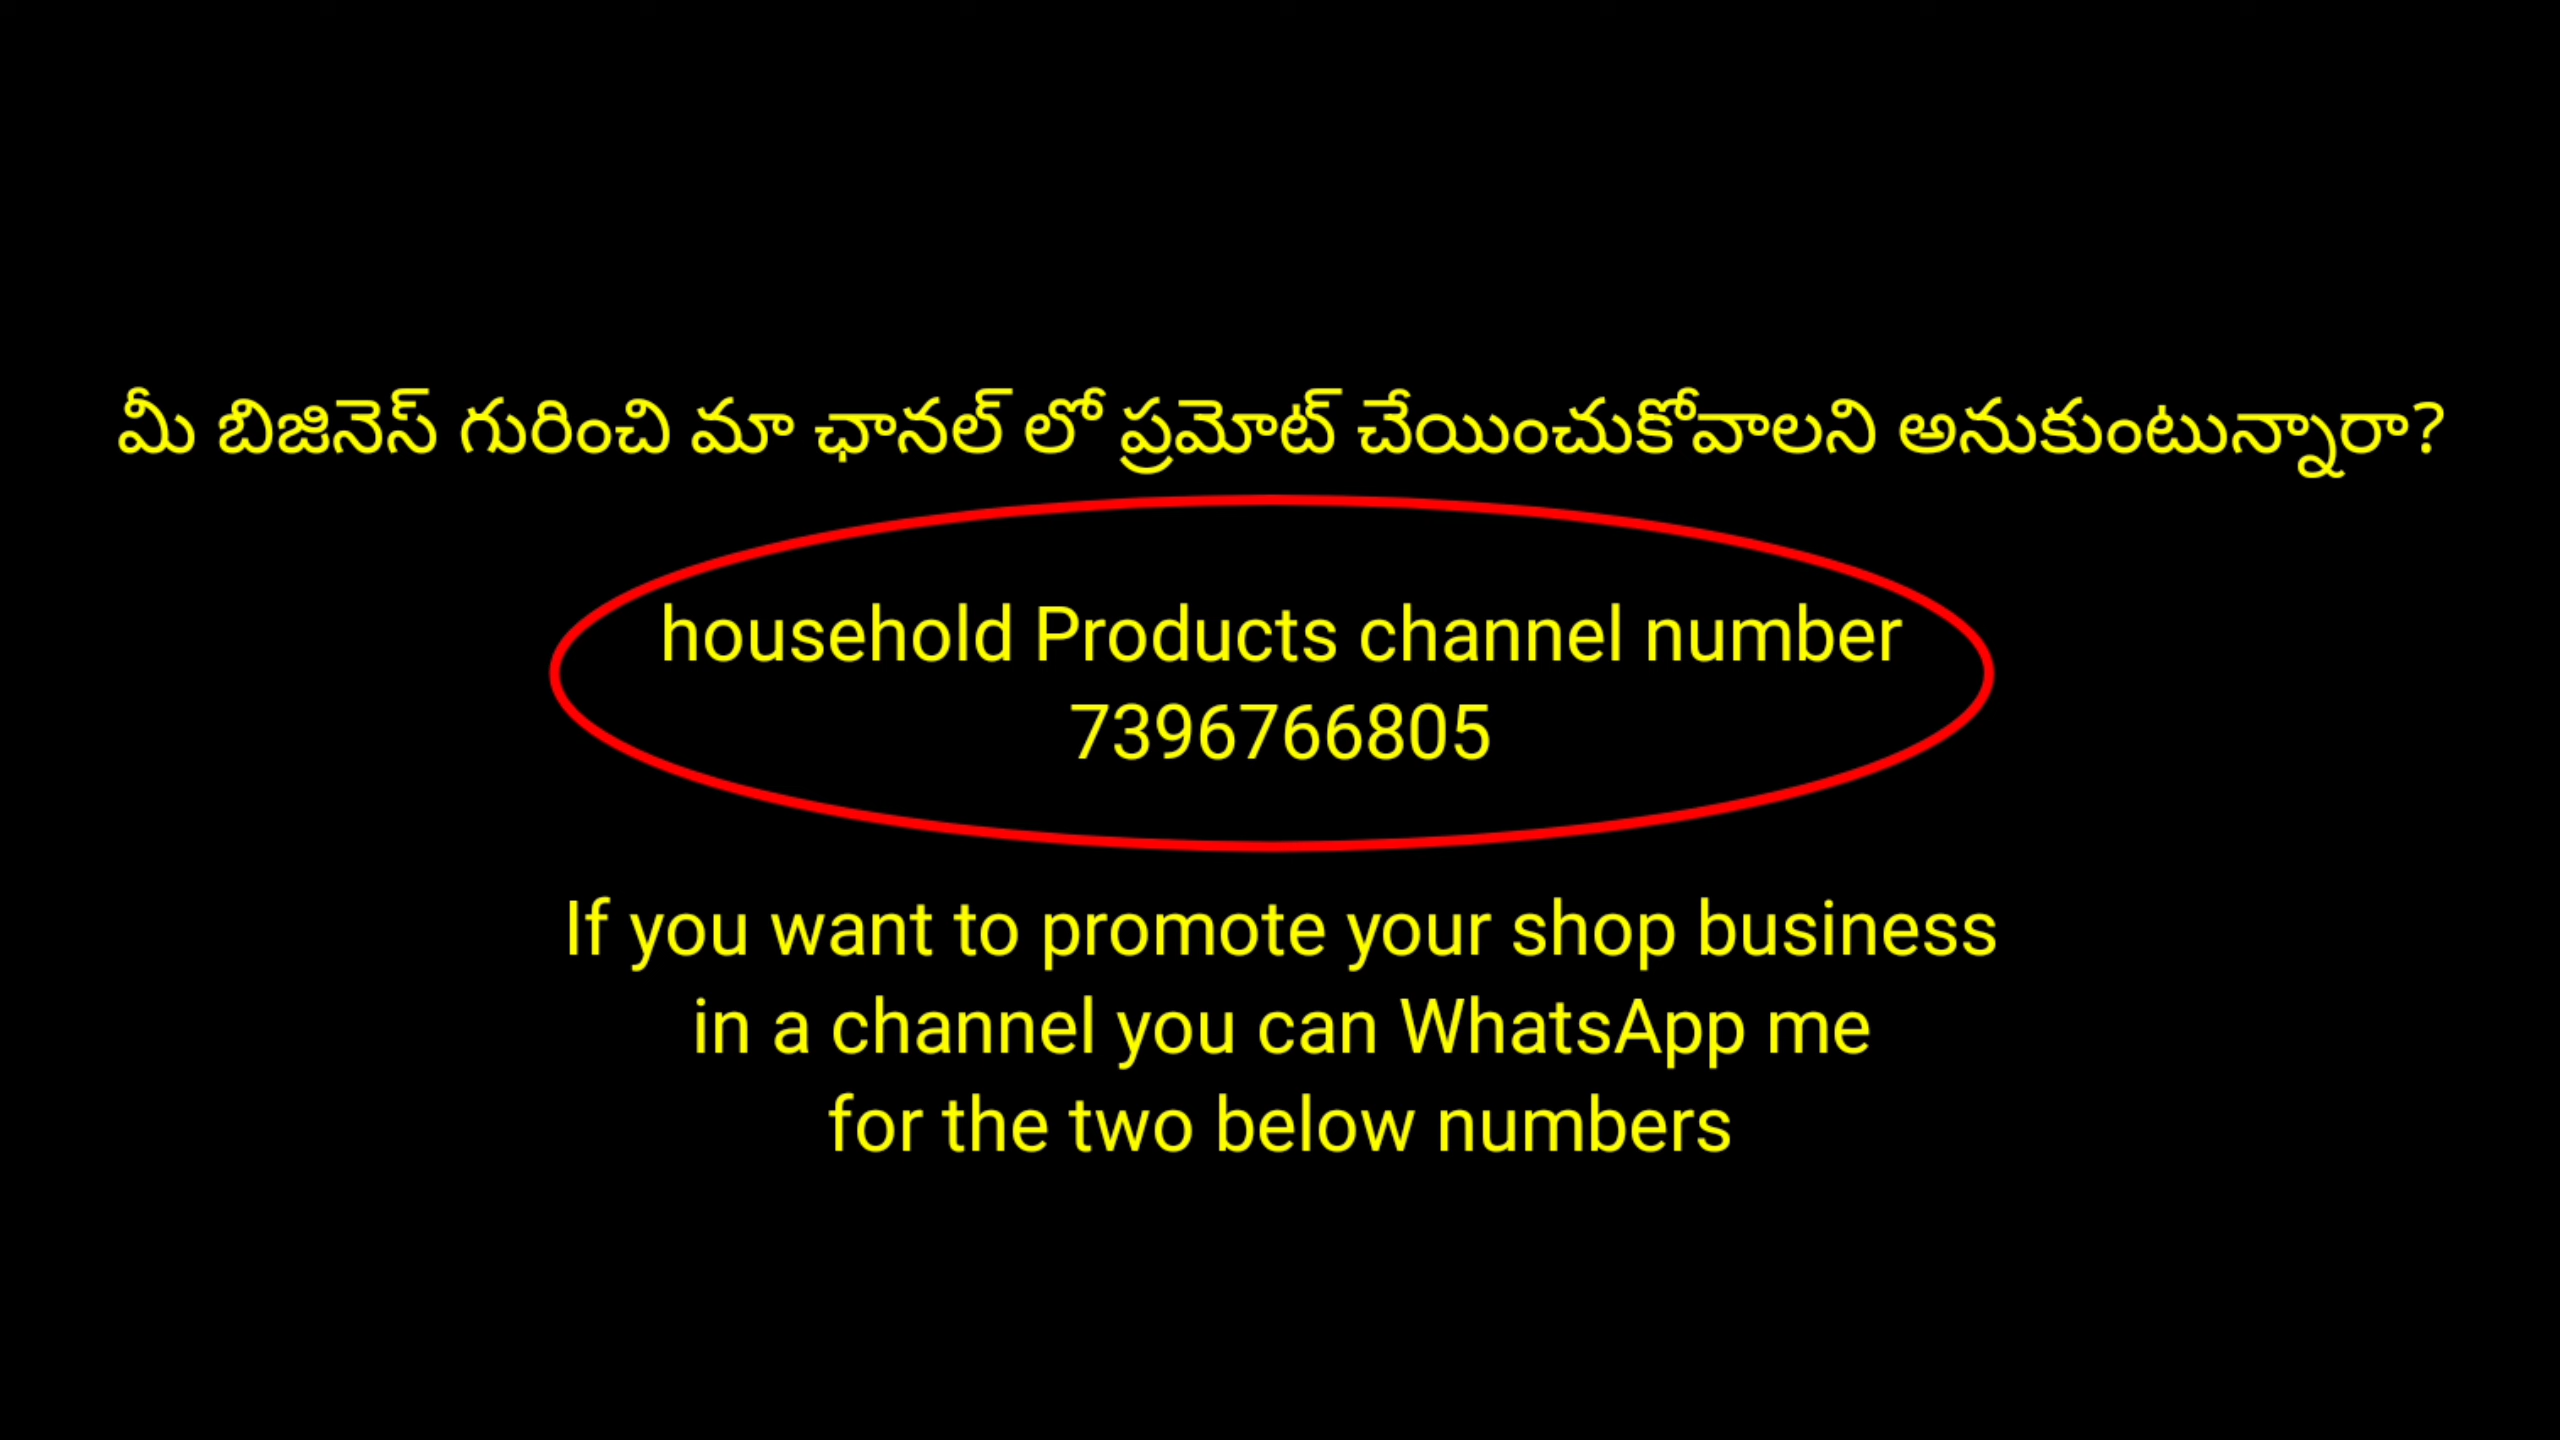 మీ బిజినెస్ గురించి మా ఛానల్ లో ప్రమోట్ చేయించుకోవాలని అనుకుంటున్నారా?
household Products channel number
7396766805
If you want to promote your shop business
in a channel you can WhatsApp me
for the two below numbers